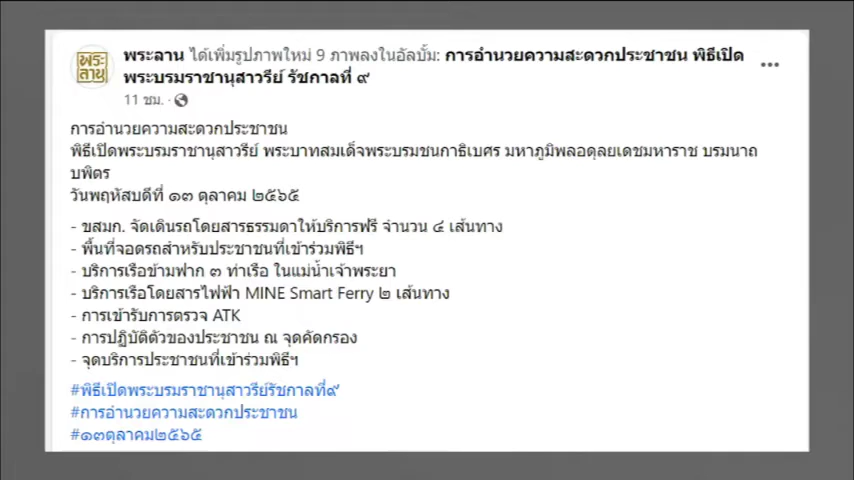 พระ
ลาน
พระลาน ได้เพิ่มรูปภาพใหม่ 9 ภาพลงในอัลบั้ม: การอำนวยความสะดวกประชาชน พิธีเปิด
พระบรมราชานุสาวรีย์ รัชกาลที่ ๙
11 ชม.
การอำนวยความสะดวกประชาชน
พิธีเปิดพระบรมราชานุสาวรีย์ พระบาทสมเด็จพระบรมชนกาธิเบศร มหาภูมิพลอดุลยเดชมหาราช บรมนาถ
บพิตร
วันพฤหัสบดีที่ ๑๓ ตุลาคม ๒๕๖๕
- ขสมก. จัดเดินรถโดยสารธรรมดาให้บริการฟรี จำนวน ๔ เส้นทาง
- พื้นที่จอดรถสำหรับประชาชนที่เข้าร่วมพิธีฯ
- บริการเรือข้ามฟาก ๓ ท่าเรือ ในแม่น้ำเจ้าพระยา
- บริการเรือโดยสารไฟฟ้า MINE Smart Ferry ๒ เส้นทาง
- การเข้ารับการตรวจ ATK
- การปฏิบัติตัวของประชาชน ณ จุดคัดกรอง
- จุดบริการประชาชนที่เข้าร่วมพิธีฯ
#พิธีเปิดพระบรมราชานุสาวรีย์รัชกาลที่๙
#การอำนวยความสะดวกประชาชน
#๑๓ตุลาคม๒๕๖๕